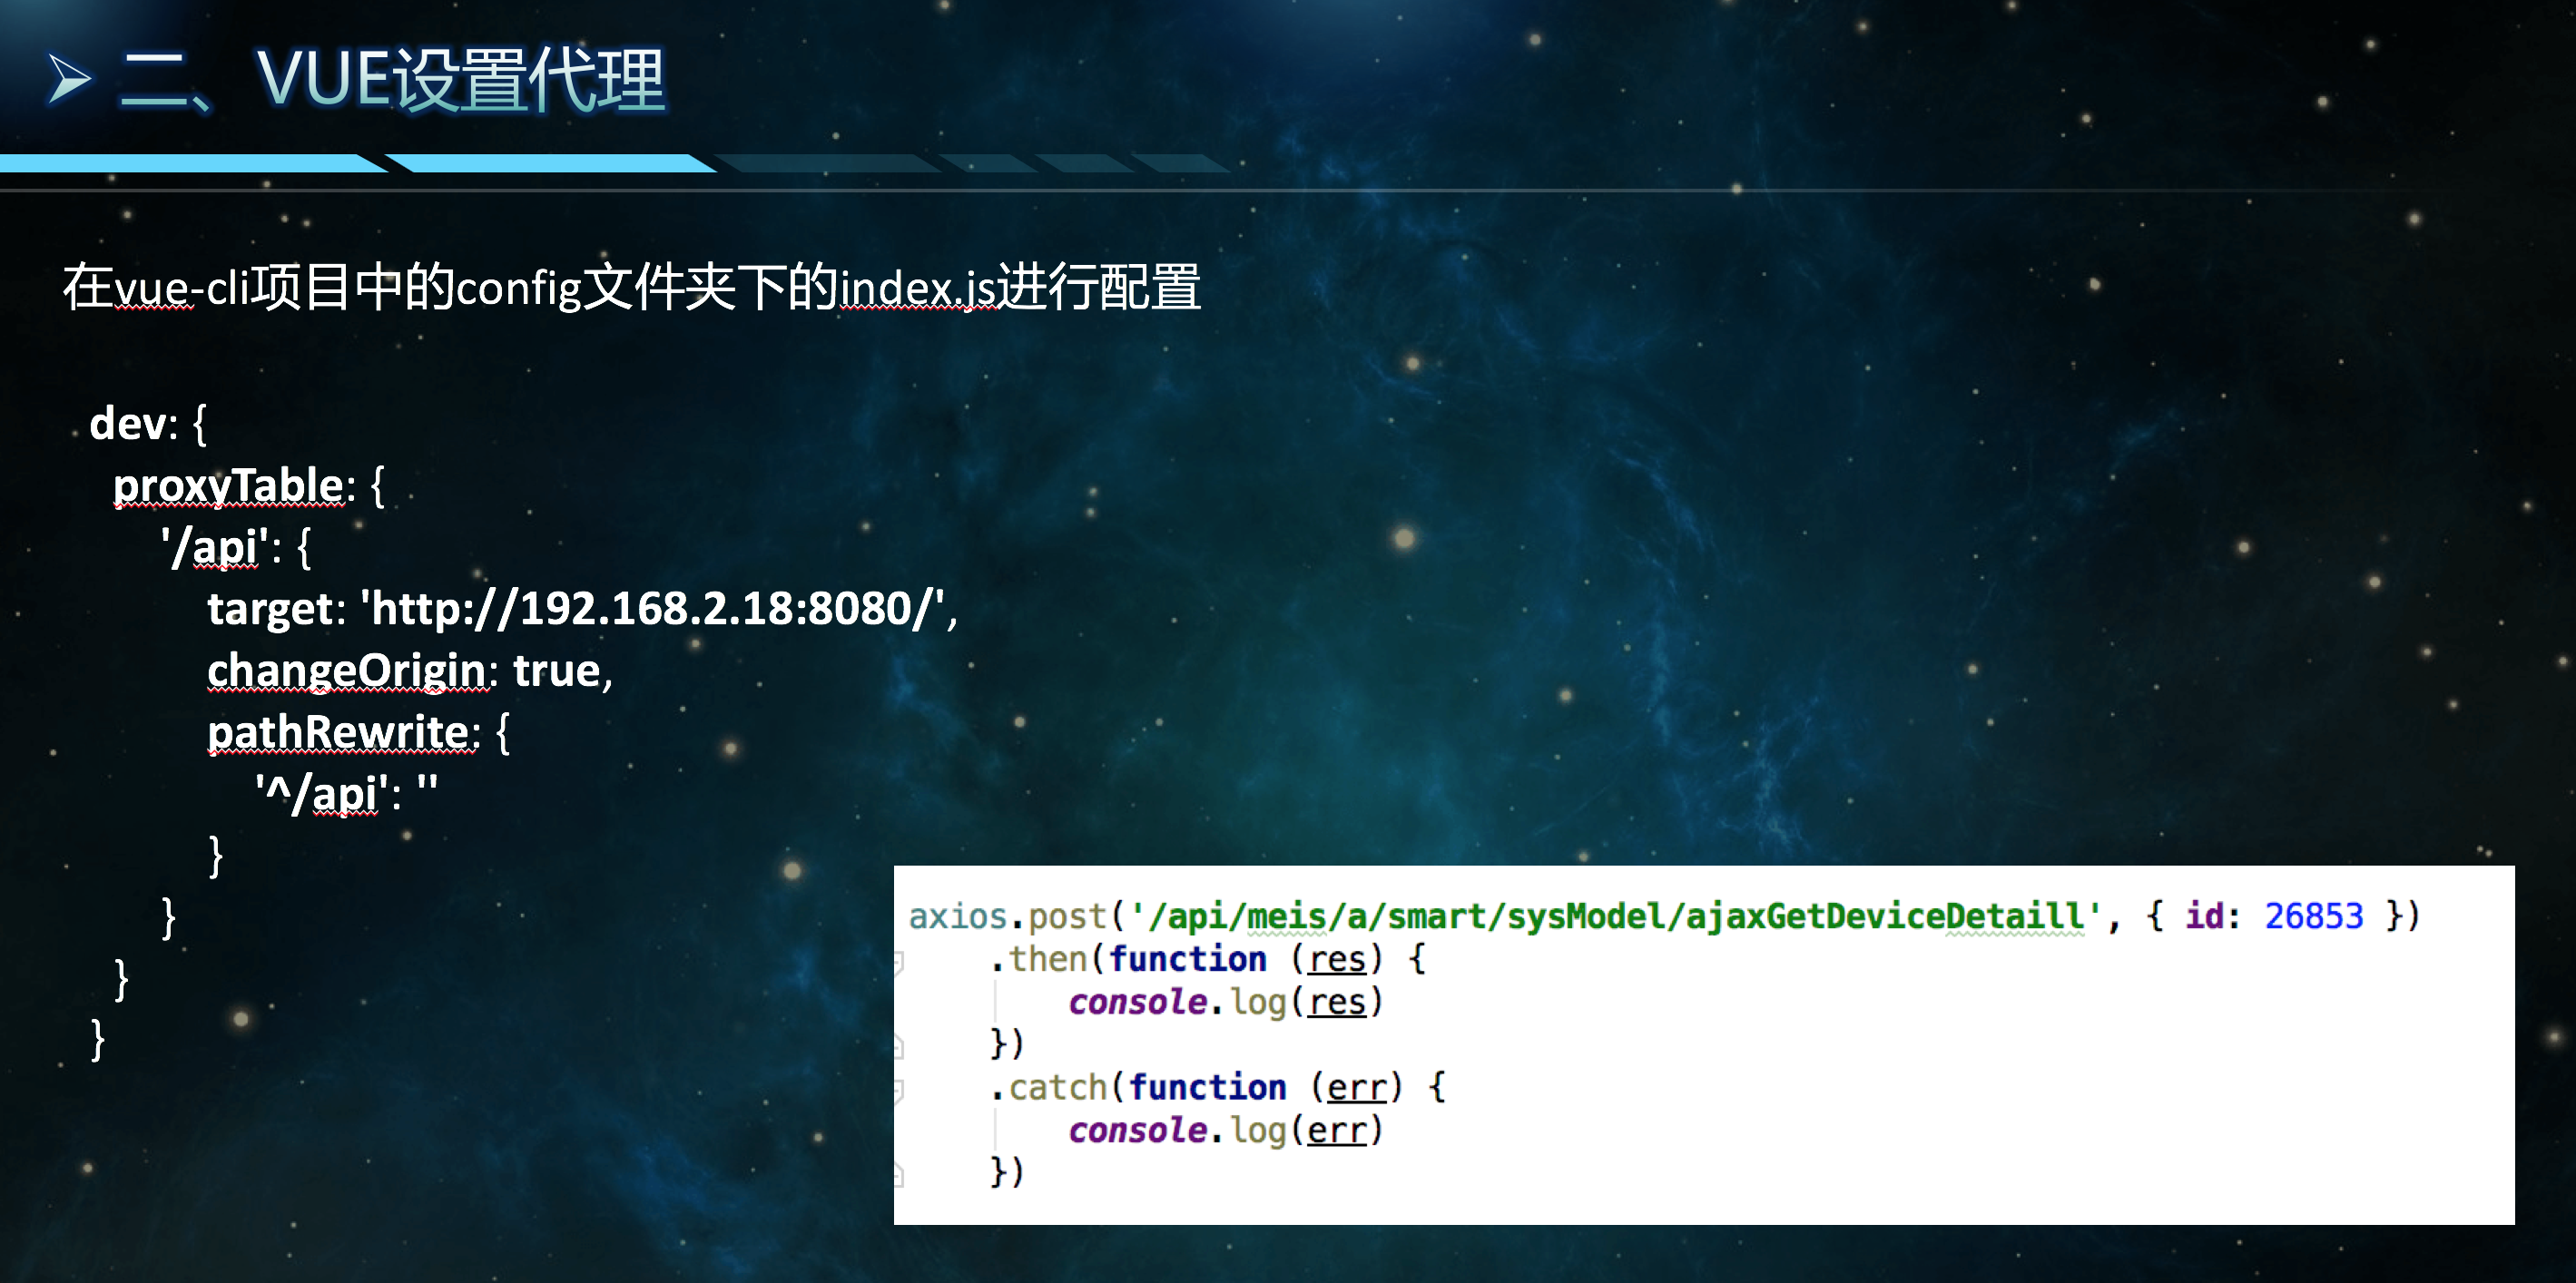 二、VUE设置代理
在vue-cli项目中的config文件夹下的index.js进行配置
dev: {
proxyTable: {
'/api': {
target: 'http://192.168.2.18:8080/',
changeOrigin: true,
pathRewrite: {
'^/api': ''
}
}
}
}
axios.post('/api/meis/a/smart/sysModel/ajaxGetDeviceDetaill', { id: 26853 })
.then(function (res) {
console.log(res)
})
.catch(function (err) {
console.log(err)
})